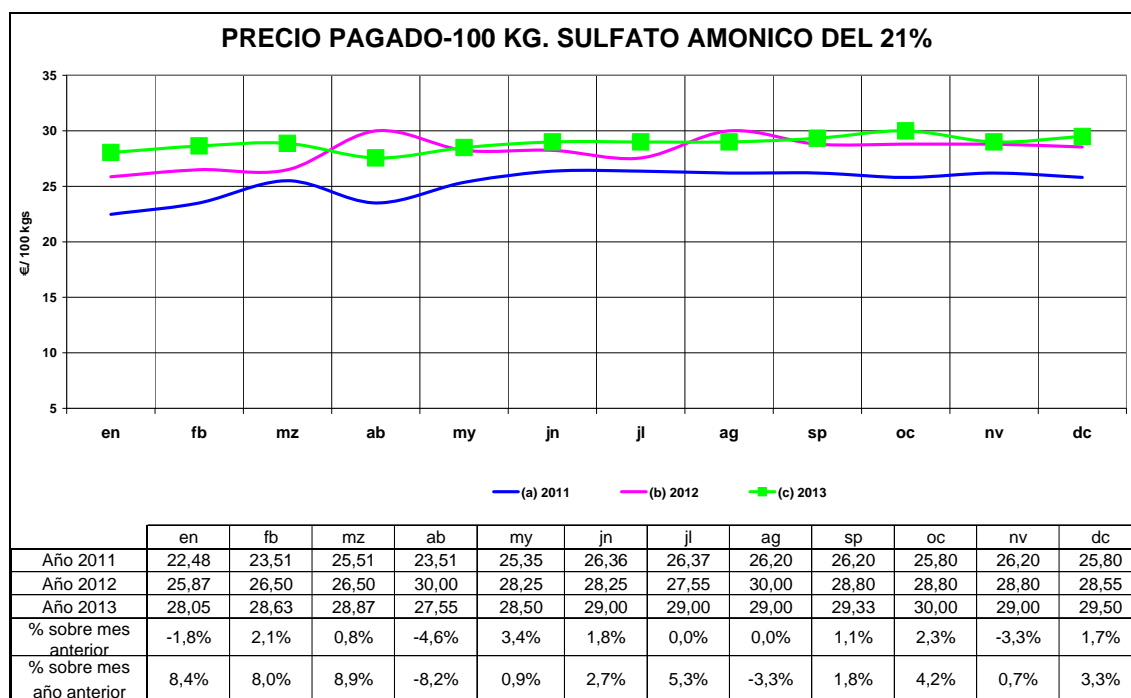 PRECIO PAGADO-100 KG. SULFATO AMONICO DEL 21%
35
30
25
20
15
10
5
€/ 100 kgs
en fb mz ab my jn jl ag sp oc nv dc
(a) 2011 (b) 2012 (c) 2013
en fb mz ab my jn jl ag sp oc nv dc
Año 2011 22,48 23,51 25,51 23,51 25,35 26,36 26,37 26,20 26,20 25,80 26,20 25,80
Año 2012 25,87 26,50 26,50 30,00 28,25 28,25 27,55 30,00 28,80 28,80 28,80 28,55
Año 2013 28,05 28,63 28,87 27,55 28,50 29,00 29,00 29,00 29,33 30,00 29,00 29,50
% sobre mes
anterior -1,8% 2,1% 0,8% -4,6% 3,4% 1,8% 0,0% 0,0% 1,1% 2,3% -3,3% 1,7%
% sobre mes
año anterior 8,4% 8,0% 8,9% -8,2% 0,9% 2,7% 5,3% -3,3% 1,8% 4,2% 0,7% 3,3%